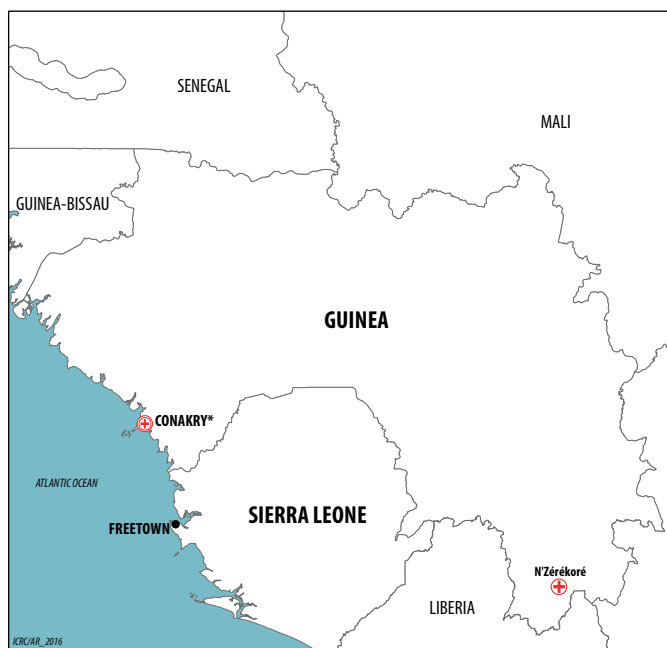 SENEGAL
MALI
GUINEA-BISSAU
GUINEA
CONAKRY*
ATLANTIC OCEAN
SIERRA LEONE
FREETOWN
N'Zérékoré
LIBERIA
ICRC/AR_2016